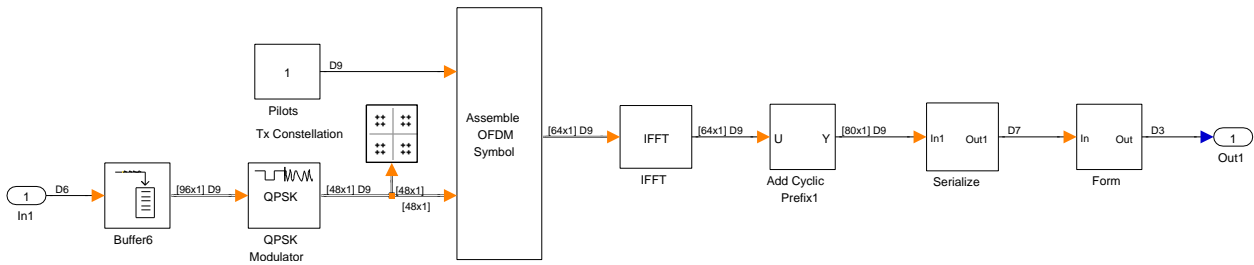 D9
1
Pilots
Tx Constellation
Assemble
OFDM
Symbol
[64x1] D9
IFFT
IFFT
[64x1] D9
U
Y
Add Cyclic
Prefix1
[80x1] D9
In1
Out1
Serialize
D7
In
Out
Form
D3
1
Out1
1
In1
D6
Buffer6
[96x1] D9
QPSK
QPSK
Modulator
[48x1] D9
[48x1]
[48x1]